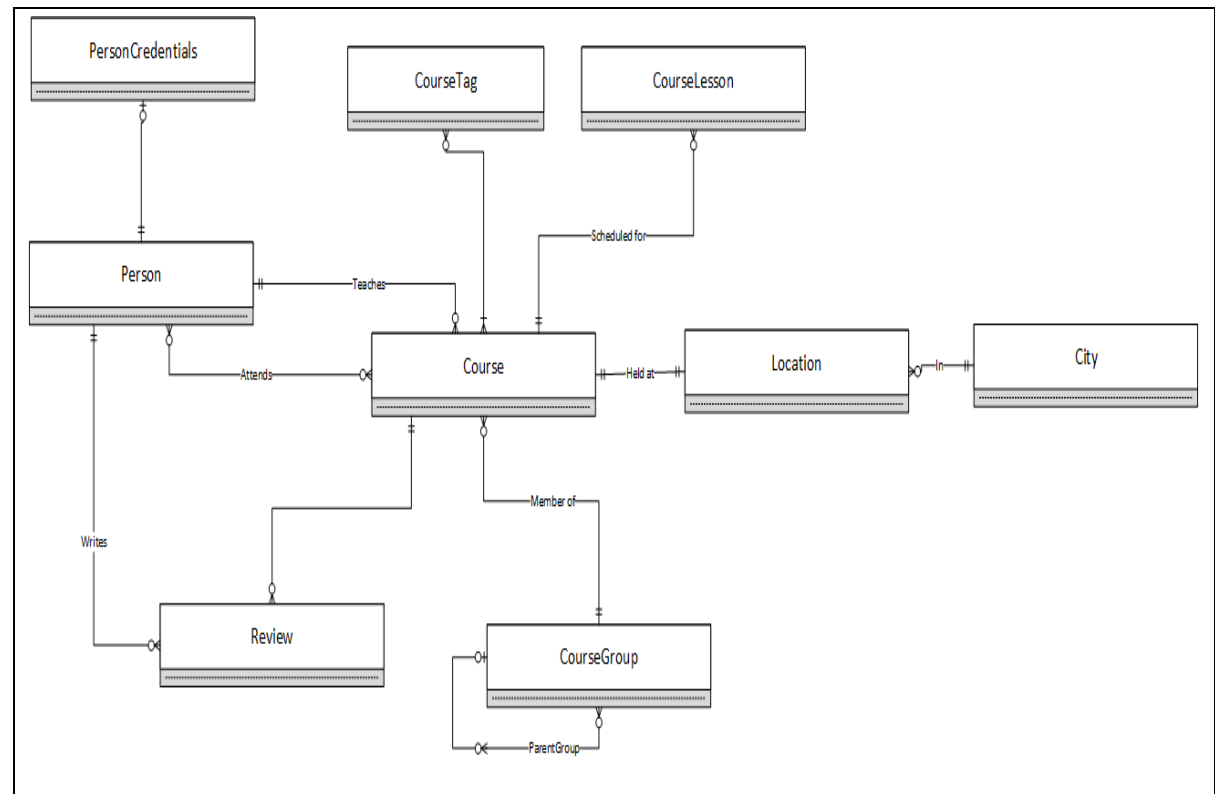 PersonCredentials
CourseTag
CourseLesson
Scheduled for
Person
Teaches
Attends
Course
Held at
Location
In
City
Member of
Writes
Review
CourseGroup
ParentGroup